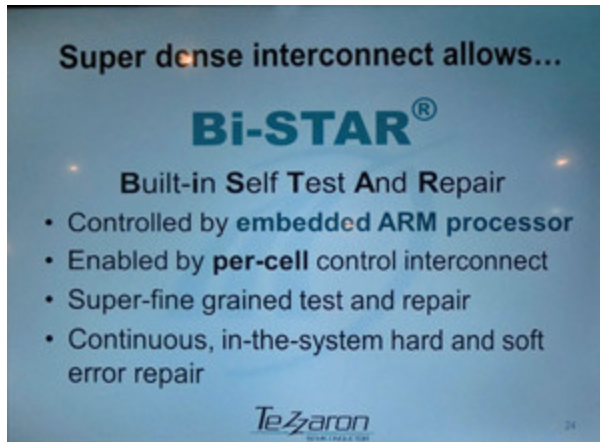 Super dense interconnect allows...
Bi-STAR®
Built-in Self Test And Repair
• Controlled by embedded ARM processor
• Enabled by per-cell control interconnect
• Super-fine grained test and repair
• Continuous, in-the-system hard and soft
error repair
Tezzaron
SEMICONDUCTOR
24